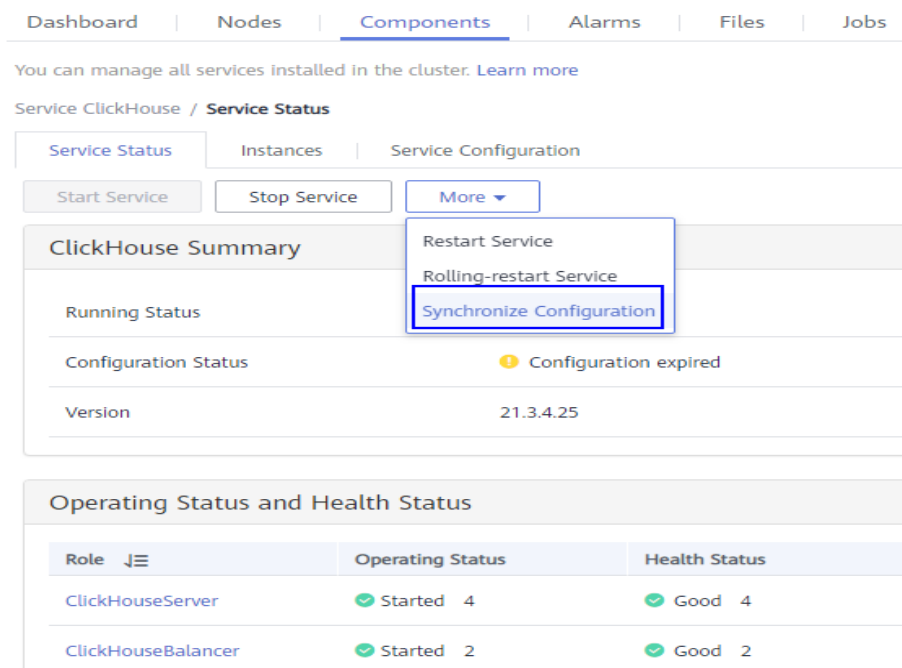 Dashboard Nodes Components Alarms Files Jobs
You can manage all services installed in the cluster. Learn more
Service ClickHouse / Service Status
Service Status Instances Service Configuration
Start Service Stop Service More
Restart Service
ClickHouse Summary
Rolling-restart Service
Synchronize Configuration
Running Status
Configuration Status Configuration expired
Version 21.3.4.25
Operating Status and Health Status
Role Operating Status Health Status
ClickHouseServer Started 4 Good 4
ClickHouseBalancer Started 2 Good 2